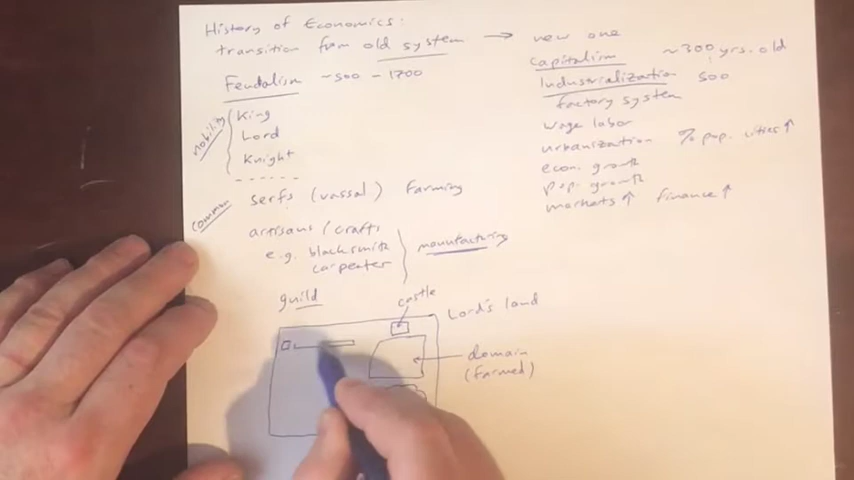 History of Economics:
transition from old system → new one
Feudalism ~500 - 1700
Nobility
King
Lord
Knight
Common
serfs (vassal) farming
artisans / crafts
e.g. blacksmith
carpenter
manufacturing
guild
castle
Lord's land
domain
(farmed)
capitalism ~300 yrs. old
Industrialization 500
factory system
wage labor
urbanization % pop. cities ↑
econ. growth
pop. growth
markets ↑ finance ↑